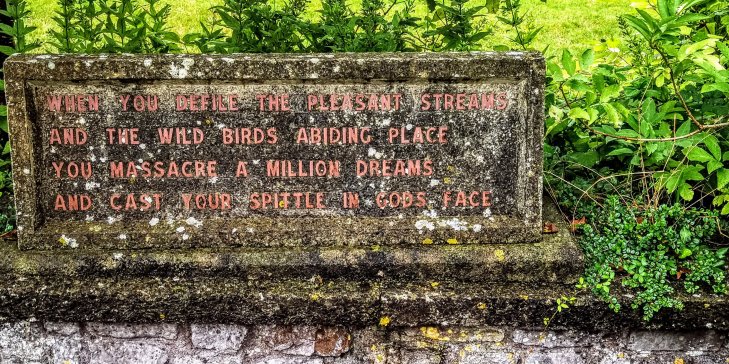 WHEN YOU DEFILE THE PLEASANT STREAMS
AND THE WILD BIRDS ABIDING PLACE
YOU MASSACRE A MILLION DREAMS
AND CAST YOUR SPITTLE IN GODS FACE